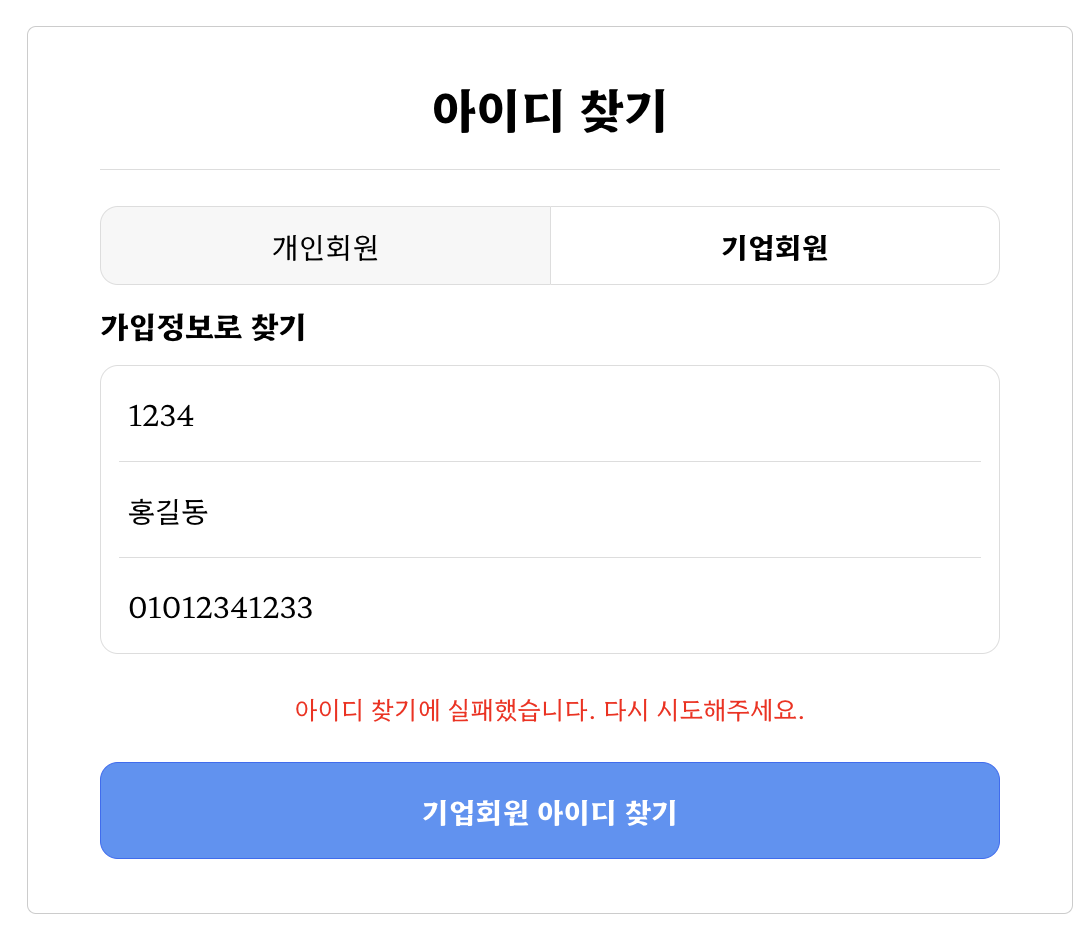 아이디 찾기
개인회원 기업회원
가입정보로 찾기
1234
홍길동
01012341233
아이디 찾기에 실패했습니다. 다시 시도해주세요.
기업회원 아이디 찾기